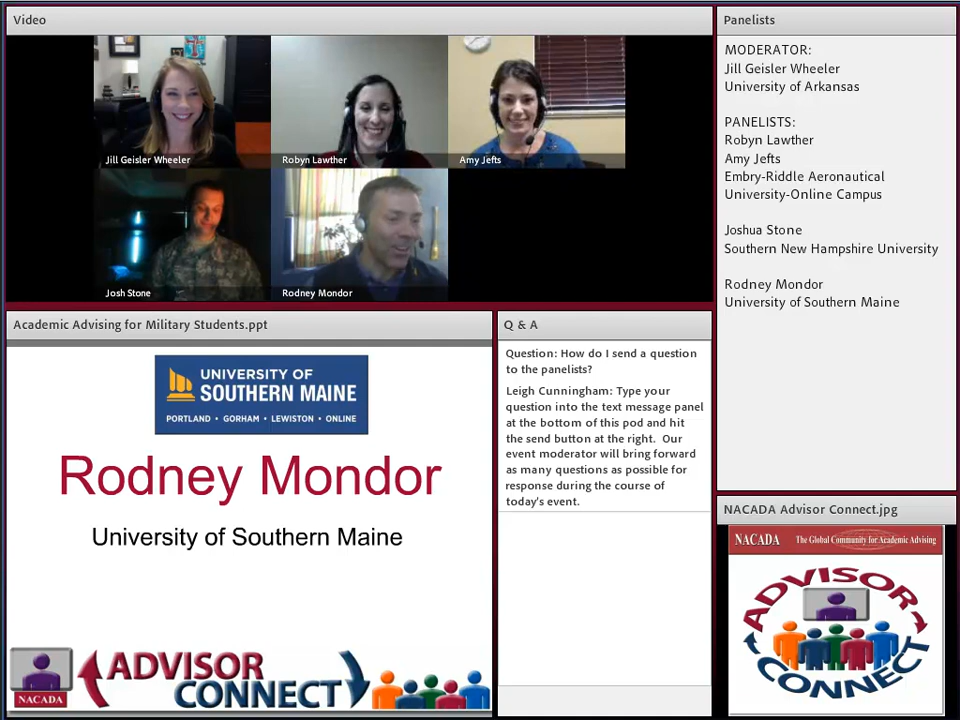 Video
Jill Geisler Wheeler
Robyn Lawther
Amy Jefts
Josh Stone
Rodney Mondor
Panelists
MODERATOR:
Jill Geisler Wheeler
University of Arkansas
PANELISTS:
Robyn Lawther
Amy Jefts
Embry-Riddle Aeronautical
University-Online Campus
Joshua Stone
Southern New Hampshire University
Rodney Mondor
University of Southern Maine
Academic Advising for Military Students.ppt
UNIVERSITY OF
SOUTHERN MAINE
PORTLAND • GORHAM • LEWISTON • ONLINE
Rodney Mondor
University of Southern Maine
NACADA
ADVISOR
CONNECT
Q & A
Question: How do I send a question
to the panelists?
Leigh Cunningham: Type your
question into the text message panel
at the bottom of this pod and hit
the send button at the right. Our
event moderator will bring forward
as many questions as possible for
response during the course of
today's event.
NACADA Advisor Connect.jpg
NACADA The Global Community for Academic Advising
ADVISOR
CONNECT